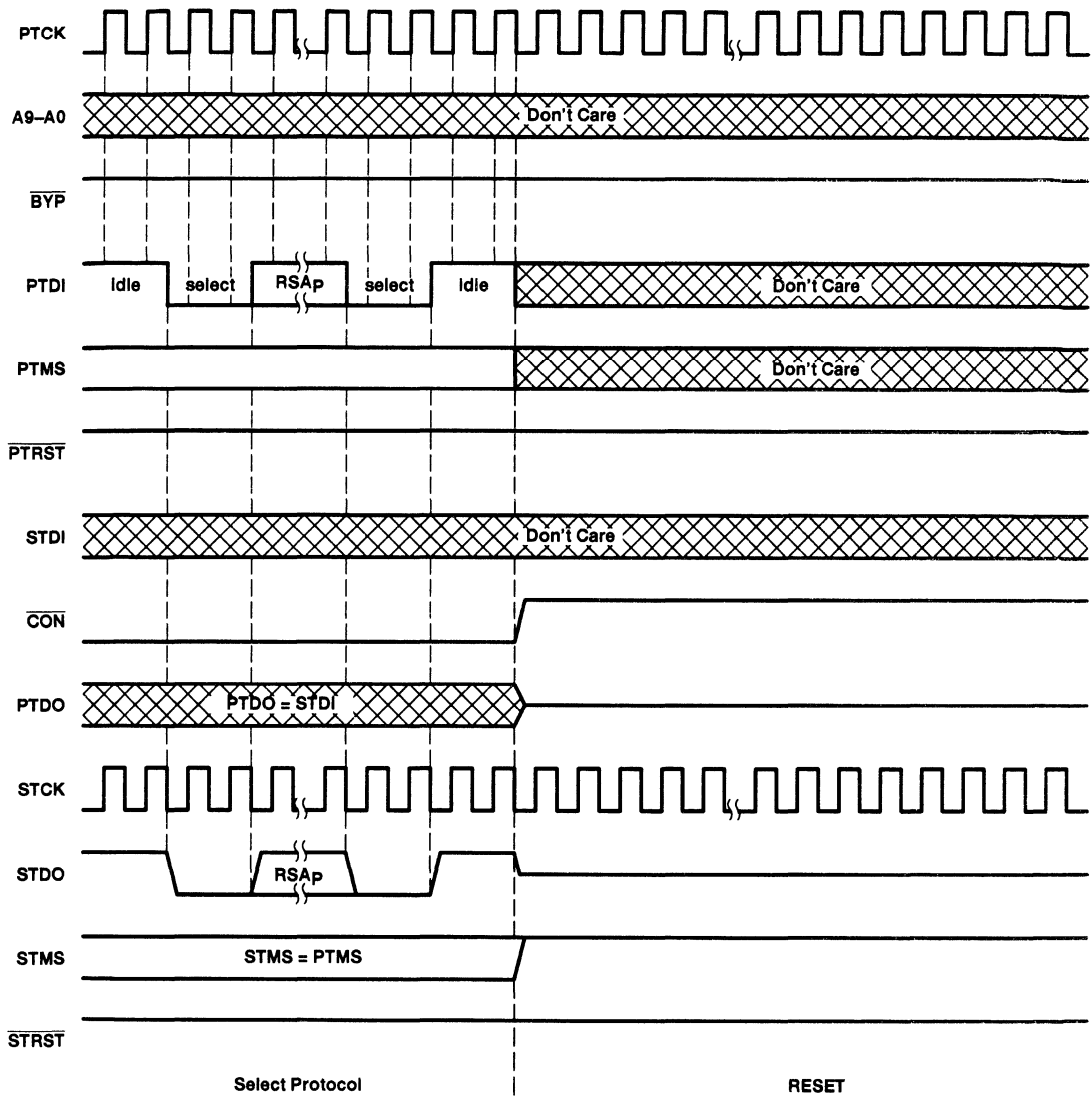 PTCK
A9–A0 Don't Care
BYP
PTDI Idle select RSAP select Idle Don't Care
PTMS Don't Care
PTRST
STDI Don't Care
CON
PTDO PTDO = STDI
STCK
STDO RSAP
STMS STMS = PTMS
STRST
Select Protocol RESET